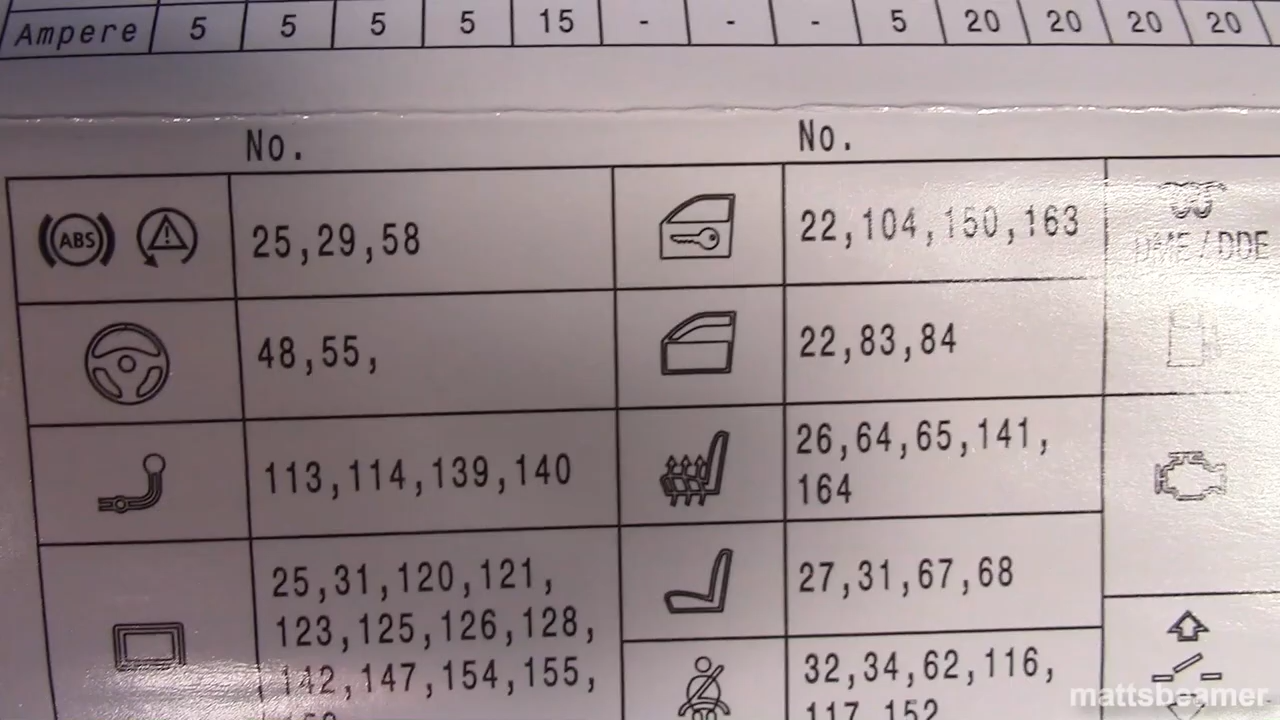 Ampere 5 5 5 5 15 - - - 5 20 20 20 20
No. No.
ABS 25,29,58
22,104,150,163
DME/DDE
48,55,
22,83,84
113,114,139,140
26,64,65,141,
164
25,31,120,121,
123,125,126,128,
142,147,154,155,
27,31,67,68
32,34,62,116,
117,152
mattsbeamer